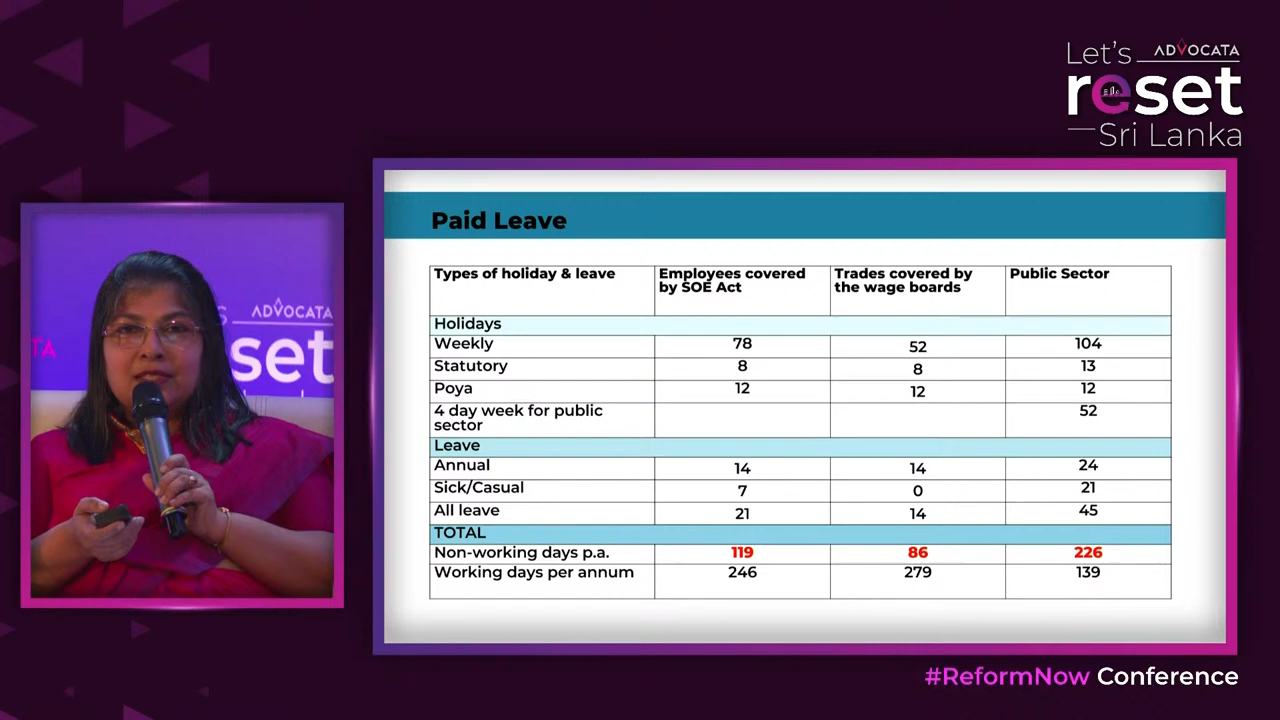 Let's ADVOCATA
reset
Sri Lanka
ADVOCATA
TA set
Paid Leave
Types of holiday & leave Employees covered by SOE Act Trades covered by the wage boards Public Sector
Holidays
Weekly 78 52 104
Statutory 8 8 13
Poya 12 12 12
4 day week for public sector 52
Leave
Annual 14 14 24
Sick/Casual 7 0 21
All leave 21 14 45
TOTAL
Non-working days p.a. 119 86 226
Working days per annum 246 279 139
#ReformNow Conference